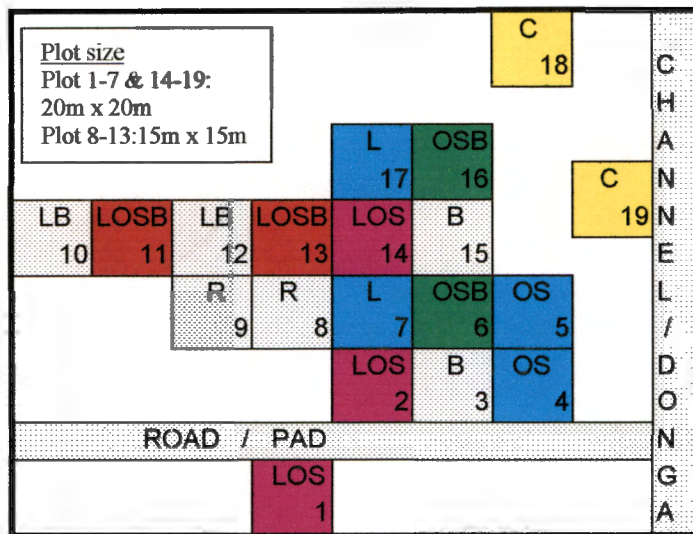 Plot size
Plot 1-7 & 14-19:
20m x 20m
Plot 8-13:15m x 15m
C
18
L OSB
17 16
C
19
LB LOSB LB LOSB LOS B
10 11 12 13 14 15
R R L OSB OS
9 8 7 6 5
LOS B OS
2 3 4
ROAD / PAD
LOS
1
CHANNEL/DONGA